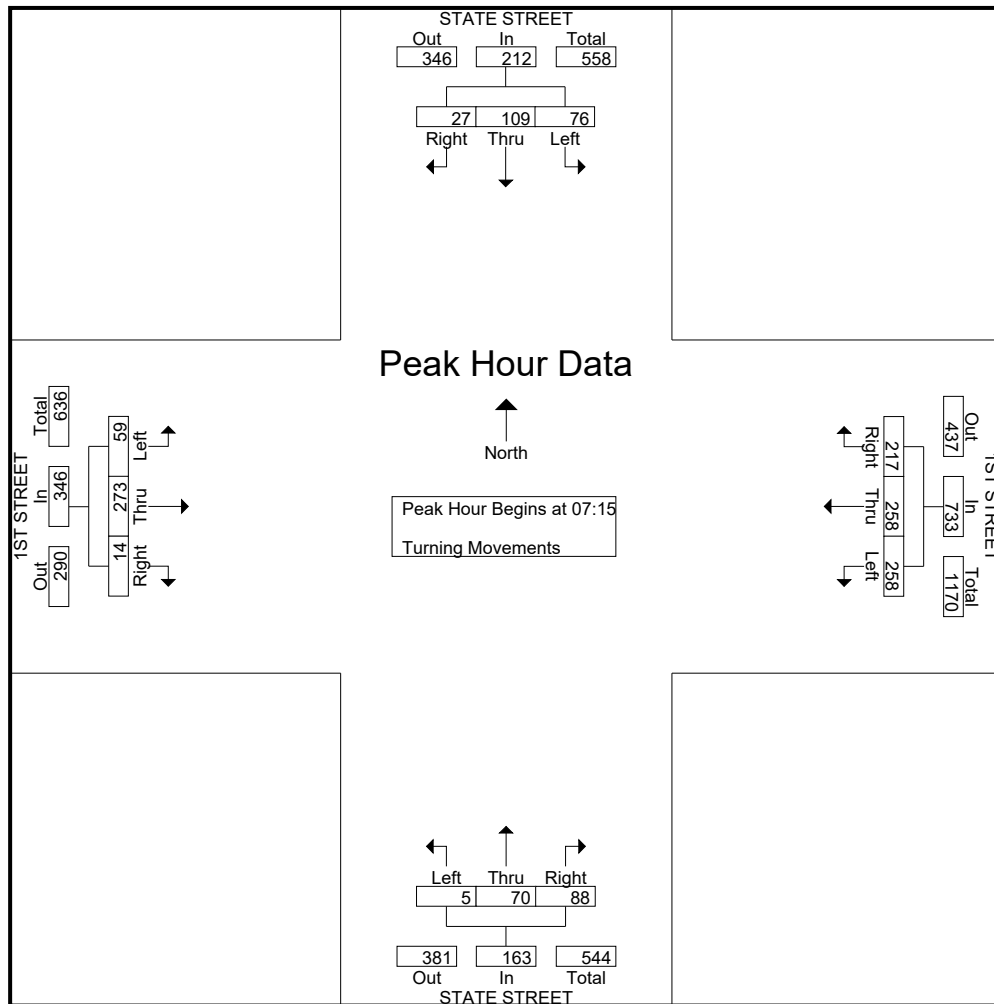 STATE STREET
Out In Total
346 212 558
27 109 76
Right Thru Left
Peak Hour Data
North
Peak Hour Begins at 07:15
Turning Movements
1ST STREET
Out In Total
290 346 636
14 273 59
Right Thru Left
1ST STREET
Out In Total
437 733 1170
217 258 258
Right Thru Left
Left Thru Right
5 70 88
381 163 544
Out In Total
STATE STREET